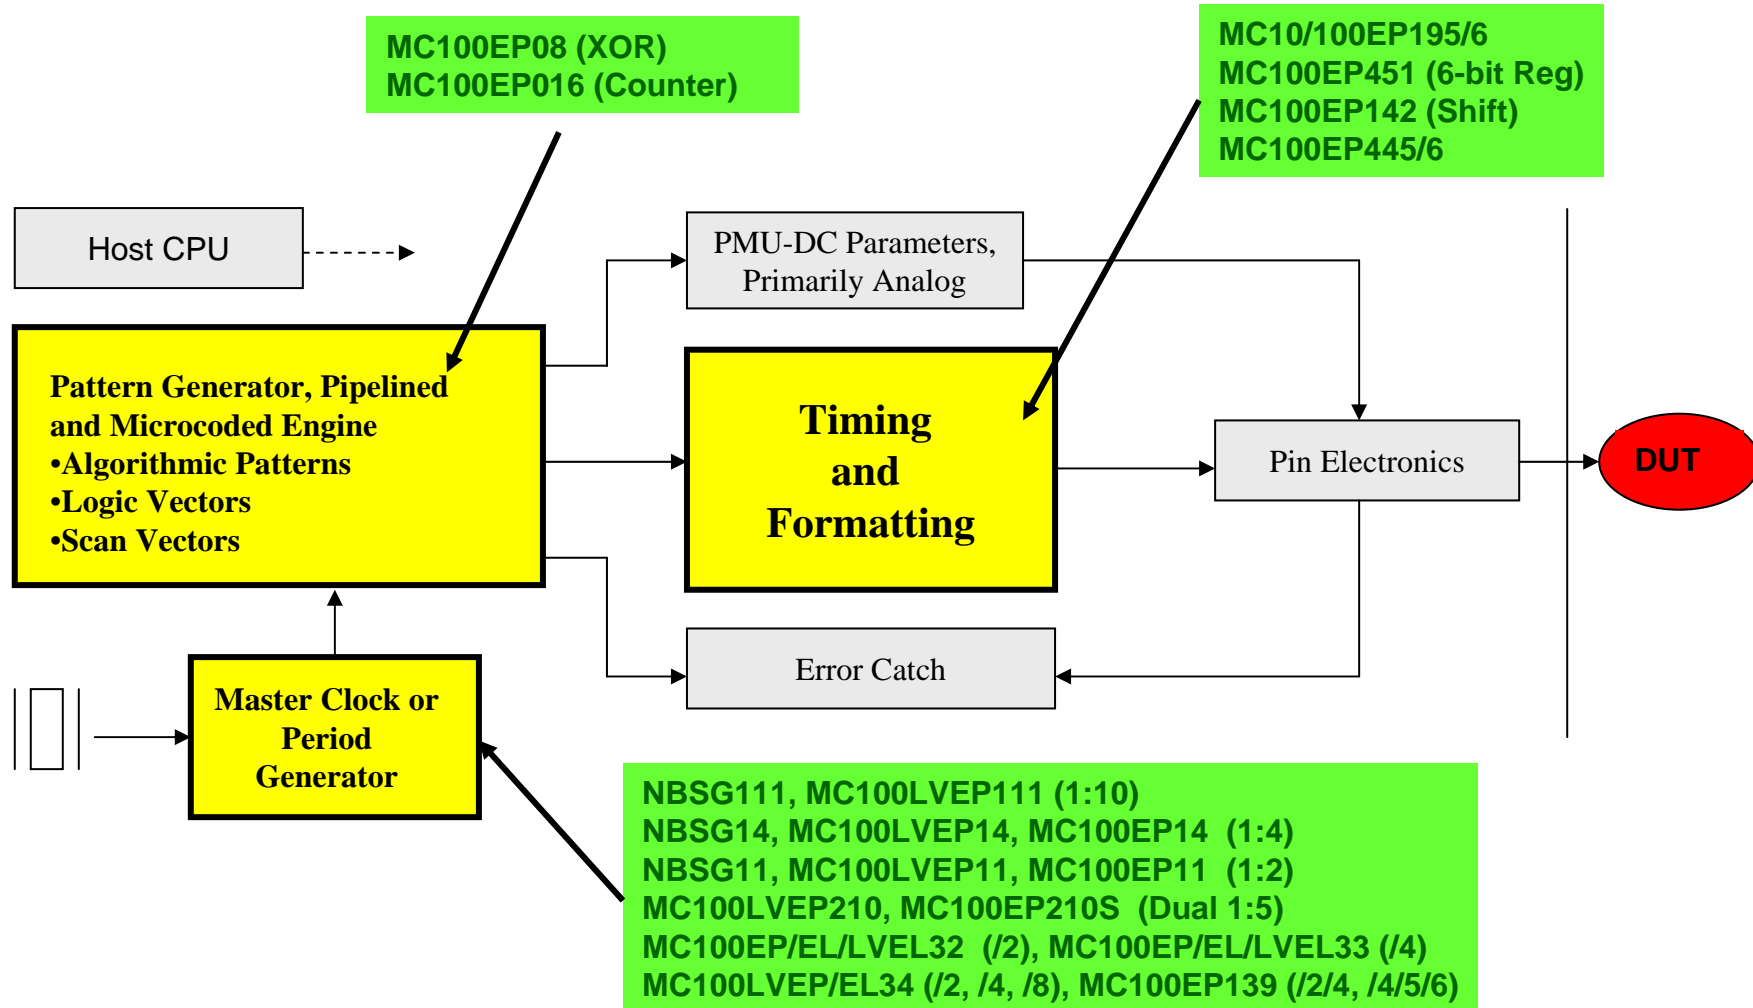 MC100EP08 (XOR)
MC100EP016 (Counter)
MC10/100EP195/6
MC100EP451 (6-bit Reg)
MC100EP142 (Shift)
MC100EP445/6
Host CPU
PMU-DC Parameters,
Primarily Analog
Pattern Generator, Pipelined
and Microcoded Engine
•Algorithmic Patterns
•Logic Vectors
•Scan Vectors
Timing
and
Formatting
Pin Electronics
DUT
Error Catch
Master Clock or
Period
Generator
NBSG111, MC100LVEP111 (1:10)
NBSG14, MC100LVEP14, MC100EP14 (1:4)
NBSG11, MC100LVEP11, MC100EP11 (1:2)
MC100LVEP210, MC100EP210S (Dual 1:5)
MC100EP/EL/LVEL32 (/2), MC100EP/EL/LVEL33 (/4)
MC100LVEP/EL34 (/2, /4, /8), MC100EP139 (/2/4, /4/5/6)